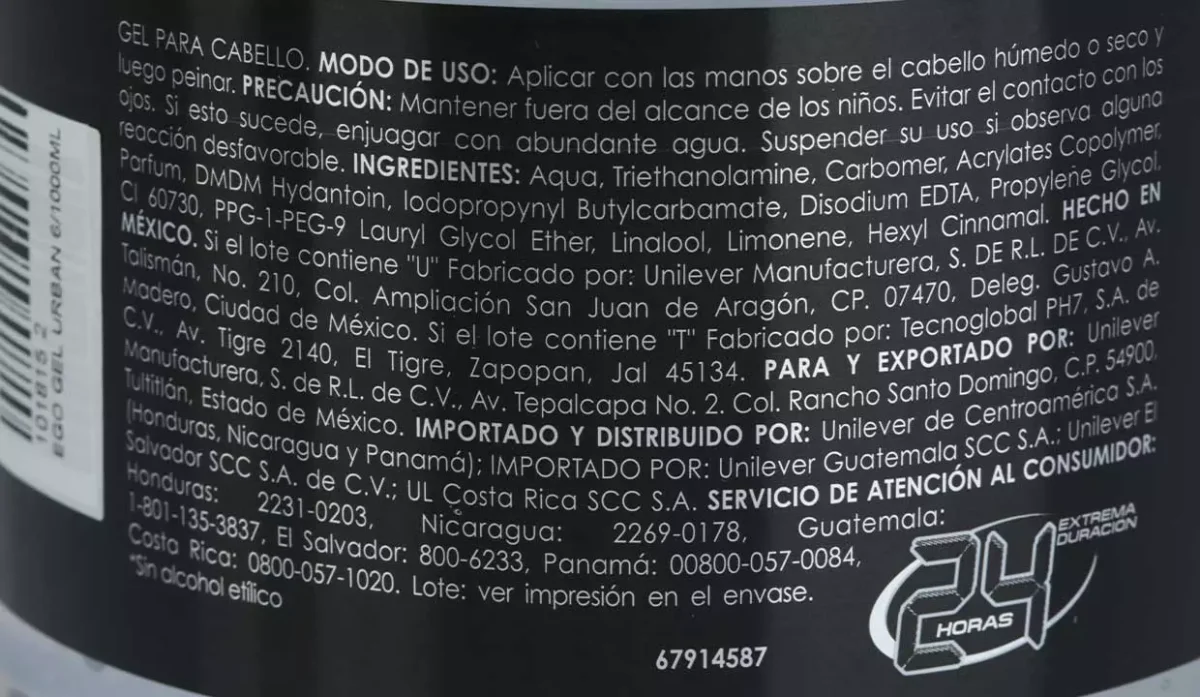 GEL PARA CABELLO. MODO DE USO: Aplicar con las manos sobre el cabello húmedo o seco y
luego peinar. PRECAUCIÓN: Mantener fuera del alcance de los niños. Evitar el contacto con los
ojos. Si esto sucede, enjuagar con abundante agua. Suspender su uso si observa alguna
reacción desfavorable. INGREDIENTES: Aqua, Triethanolamine, Carbomer, Acrylates Copolymer,
Parfum, DMDM Hydantoin, Iodopropynyl Butylcarbamate, Disodium EDTA, Propylene Glycol,
CI 60730, PPG-1-PEG-9 Lauryl Glycol Ether, Linalool, Limonene, Hexyl Cinnamal. HECHO EN
MÉXICO. Si el lote contiene "U" Fabricado por: Unilever Manufacturera, S. DE R.L. DE C.V., Av.
Talismán, No. 210, Col. Ampliación San Juan de Aragón, CP. 07470, Deleg. Gustavo A.
Madero, Ciudad de México. Si el lote contiene "T" Fabricado por: Tecnoglobal PH7, S.A. de
C.V., Av. Tigre 2140, El Tigre, Zapopan, Jal 45134. PARA Y EXPORTADO POR: Unilever
Manufacturera, S. de R.L. de C.V., Av. Tepalcapa No. 2. Col. Rancho Santo Domingo, C.P. 54900,
Tultitlán, Estado de México. IMPORTADO Y DISTRIBUIDO POR: Unilever de Centroamérica S.A.
(Honduras, Nicaragua y Panamá); IMPORTADO POR: Unilever Guatemala SCC S.A.; Unilever El
Salvador SCC S.A. de C.V.; UL Costa Rica SCC S.A. SERVICIO DE ATENCIÓN AL CONSUMIDOR:
Honduras: 2231-0203, Nicaragua: 2269-0178, Guatemala:
1-801-135-3837, El Salvador: 800-6233, Panamá: 00800-057-0084,
Costa Rica: 0800-057-1020. Lote: ver impresión en el envase.
*Sin alcohol etílico
67914587
24
HORAS
EXTREMA
DURACIÓN
101815 2
EGO GEL URBAN 6/1000ML